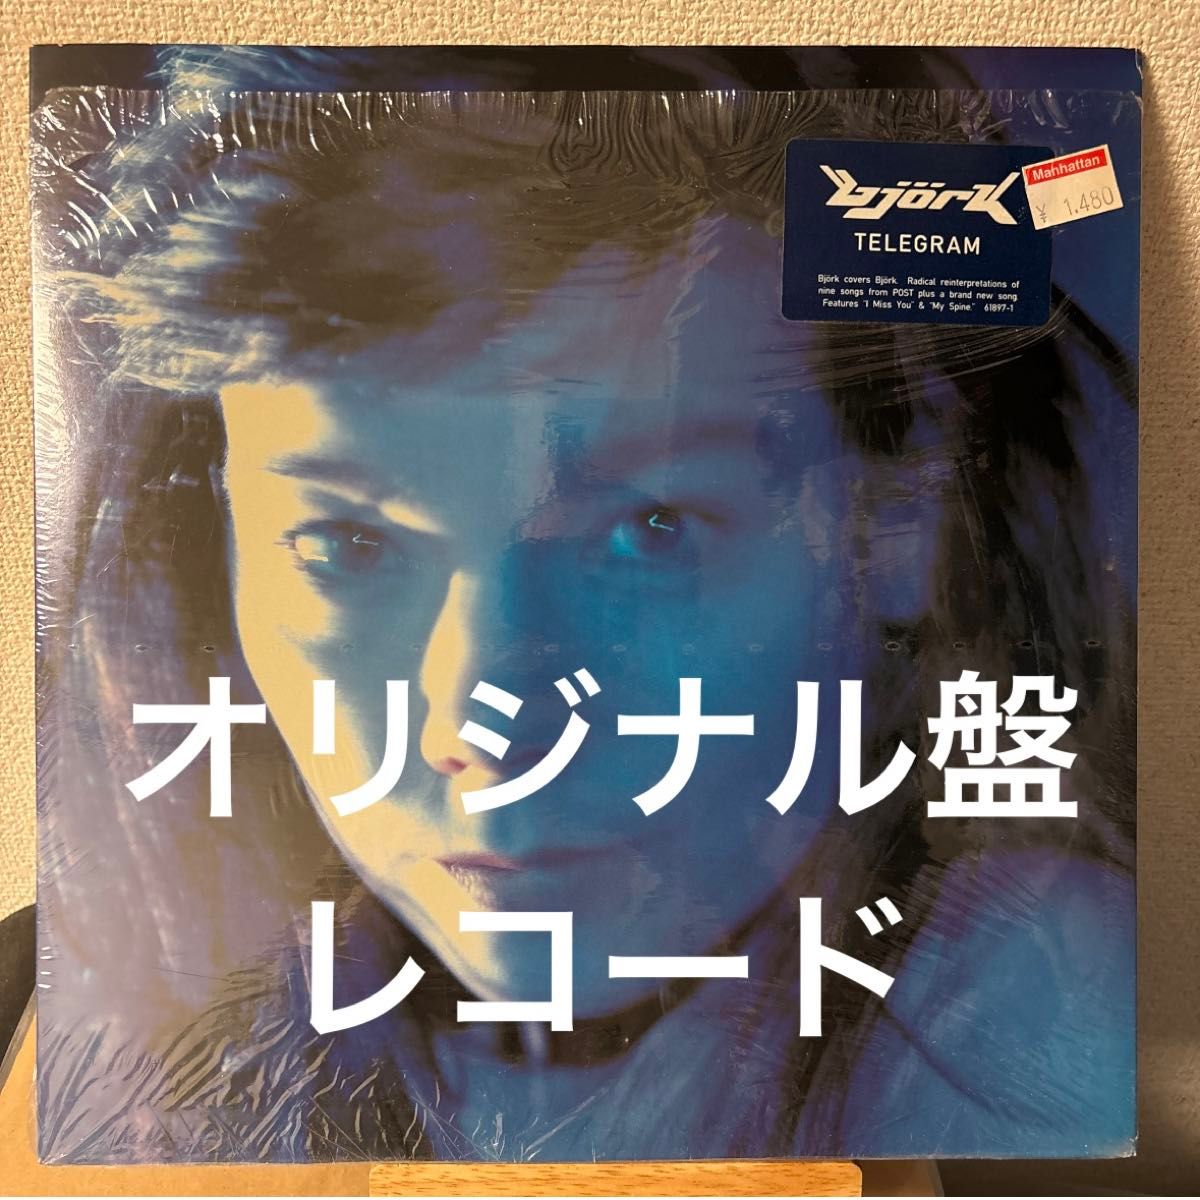 björk
TELEGRAM
Björk covers Björk. Radical reinterpretations of
nine songs from POST plus a brand new song.
Features "I Miss You" & "My Spine." 61897-1
Manhattan
¥ 1,480
オリジナル盤
レコード